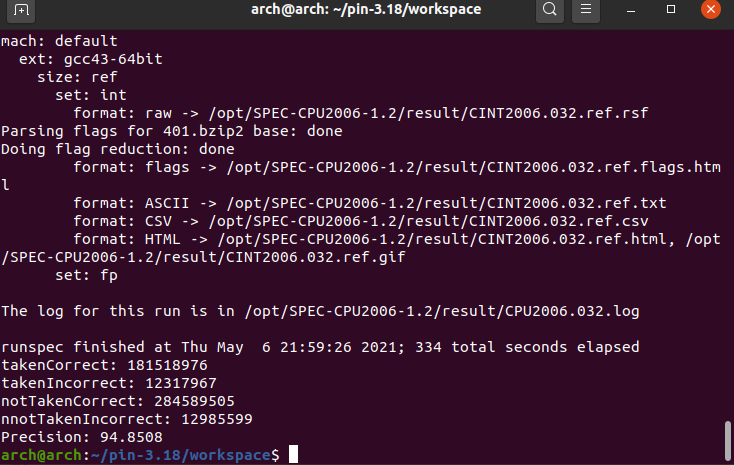 arch@arch: ~/pin-3.18/workspace
mach: default
  ext: gcc43-64bit
    size: ref
      set: int
        format: raw -> /opt/SPEC-CPU2006-1.2/result/CINT2006.032.ref.rsf
Parsing flags for 401.bzip2 base: done
Doing flag reduction: done
        format: flags -> /opt/SPEC-CPU2006-1.2/result/CINT2006.032.ref.flags.htm
l
        format: ASCII -> /opt/SPEC-CPU2006-1.2/result/CINT2006.032.ref.txt
        format: CSV -> /opt/SPEC-CPU2006-1.2/result/CINT2006.032.ref.csv
        format: HTML -> /opt/SPEC-CPU2006-1.2/result/CINT2006.032.ref.html, /opt
/SPEC-CPU2006-1.2/result/CINT2006.032.ref.gif
      set: fp

The log for this run is in /opt/SPEC-CPU2006-1.2/result/CPU2006.032.log

runspec finished at Thu May  6 21:59:26 2021; 334 total seconds elapsed
takenCorrect: 181518976
takenIncorrect: 12317967
notTakenCorrect: 284589505
nnotTakenIncorrect: 12985599
Precision: 94.8508
arch@arch:~/pin-3.18/workspace$